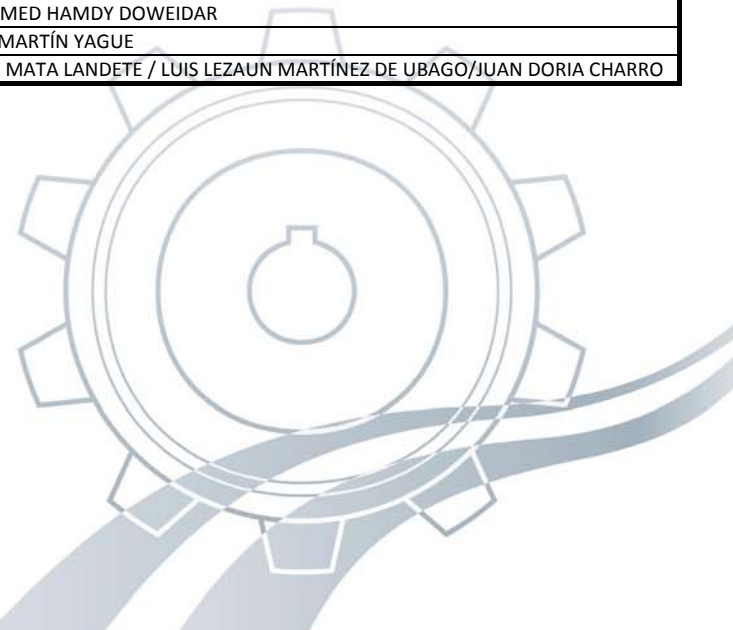 MED HAMDY DOWEIDAR
MARTÍN YAGUE
MATA LANDETE / LUIS LEZAUN MARTÍNEZ DE UBAGO/JUAN DORIA CHARRO